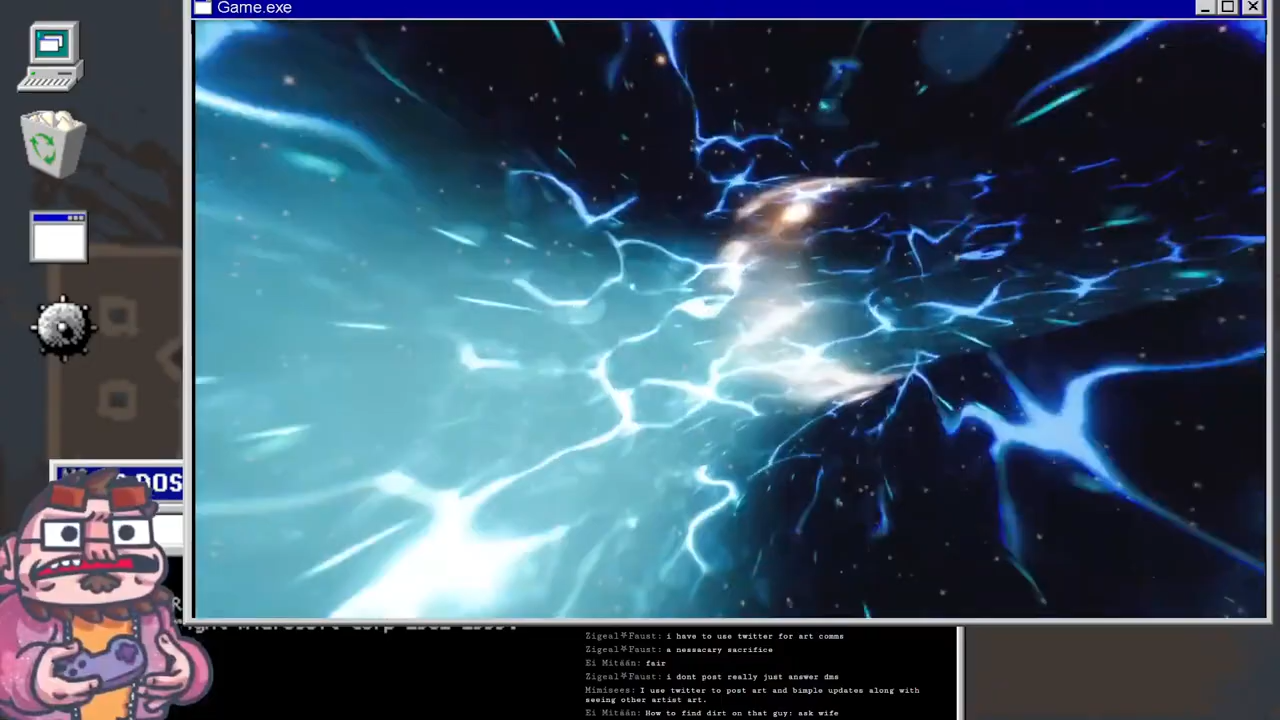 Game.exe
DOS
Zigeal⛧Faust: i have to use twitter for art comms
Zigeal⛧Faust: a nessacary sacrifice
Ei Mitään: fair
Zigeal⛧Faust: i dont post really just answer dms
Mimisees: I use twitter to post art and bimple updates along with
seeing other artist art.
Ei Mitään: How to find dirt on that guy: ask wife